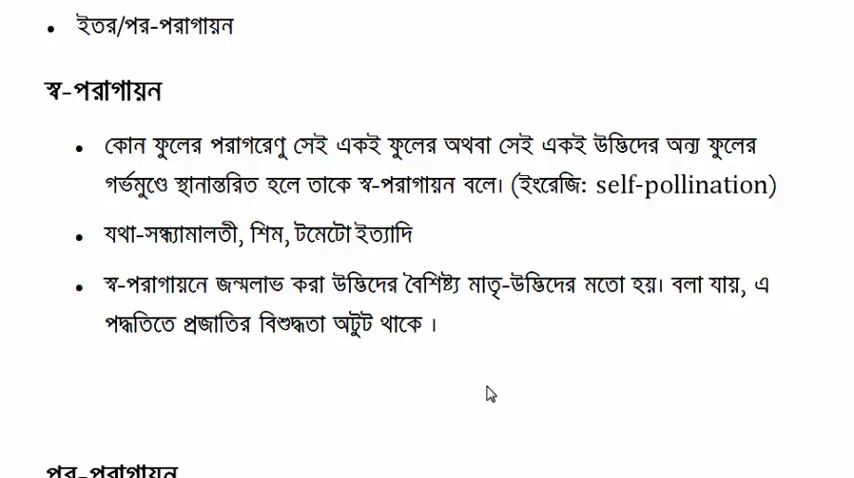 • ইতর/পর-পরাগায়ন
স্ব-পরাগায়ন
• কোন ফুলের পরাগরেণু সেই একই ফুলের অথবা সেই একই উদ্ভিদের অন্য ফুলের
গর্ভমুণ্ডে স্থানান্তরিত হলে তাকে স্ব-পরাগায়ন বলে। (ইংরেজি: self-pollination)
• যথা-সন্ধ্যামালতী, শিম, টমেটো ইত্যাদি
• স্ব-পরাগায়নে জন্মলাভ করা উদ্ভিদের বৈশিষ্ট্য মাতৃ-উদ্ভিদের মতো হয়। বলা যায়, এ
পদ্ধতিতে প্রজাতির বিশুদ্ধতা অটুট থাকে ।
পর-পরাগায়ন